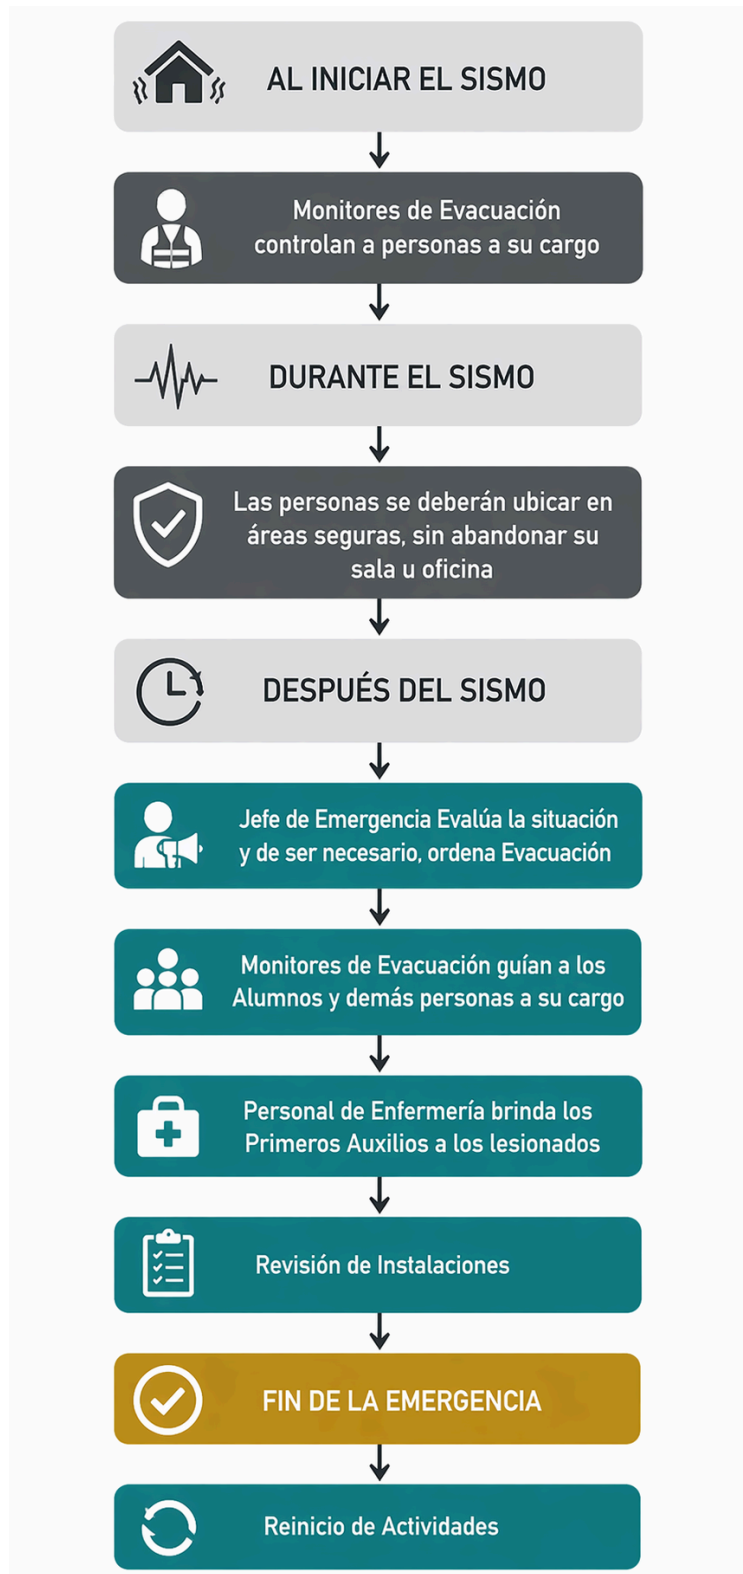 AL INICIAR EL SISMO
Monitores de Evacuación
controlan a personas a su cargo
DURANTE EL SISMO
Las personas se deberán ubicar en
áreas seguras, sin abandonar su
sala u oficina
DESPUÉS DEL SISMO
Jefe de Emergencia Evalúa la situación
y de ser necesario, ordena Evacuación
Monitores de Evacuación guían a los
Alumnos y demás personas a su cargo
Personal de Enfermería brinda los
Primeros Auxilios a los lesionados
Revisión de Instalaciones
FIN DE LA EMERGENCIA
Reinicio de Actividades